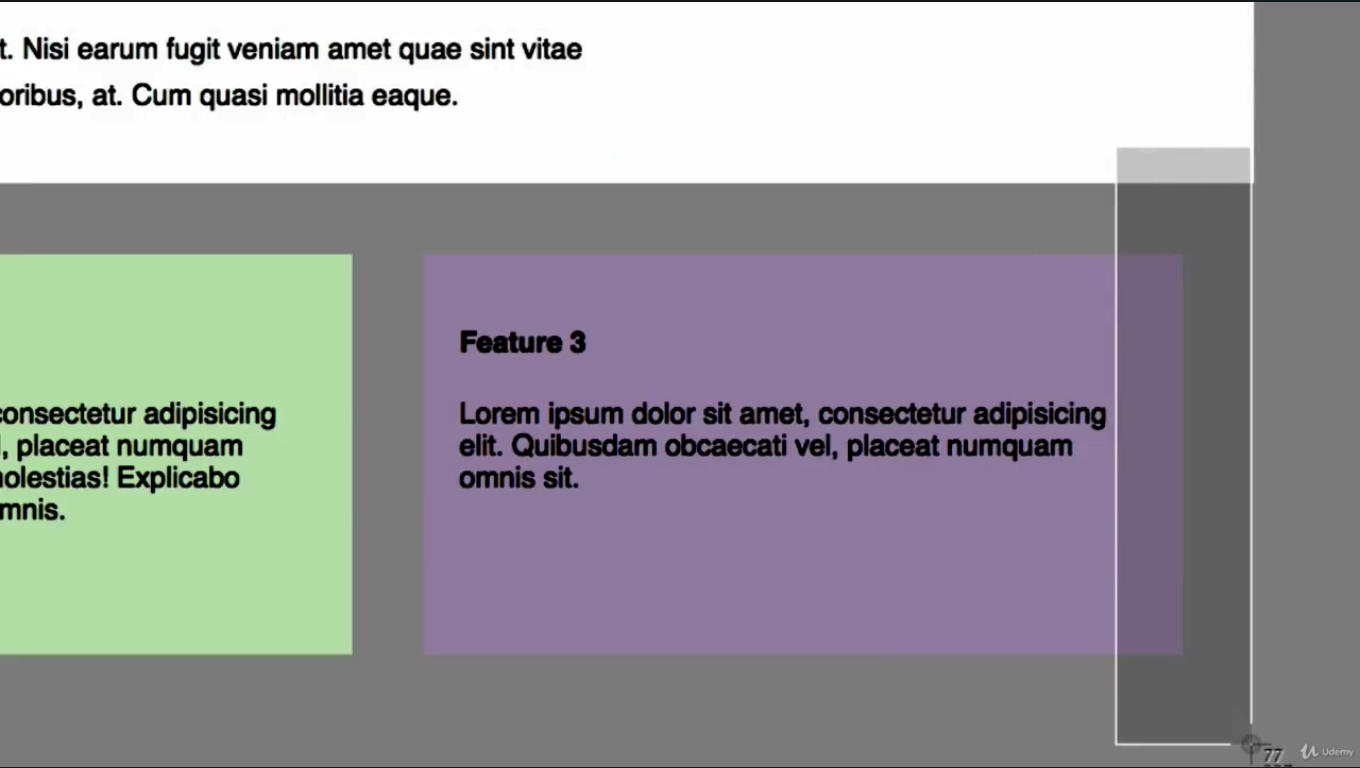 t. Nisi earum fugit veniam amet quae sint vitae
oribus, at. Cum quasi mollitia eaque.
consectetur adipisicing
l, placeat numquam
nolestias! Explicabo
mnis.
Feature 3
Lorem ipsum dolor sit amet, consectetur adipisicing
elit. Quibusdam obcaecati vel, placeat numquam
omnis sit.
77
Udemy